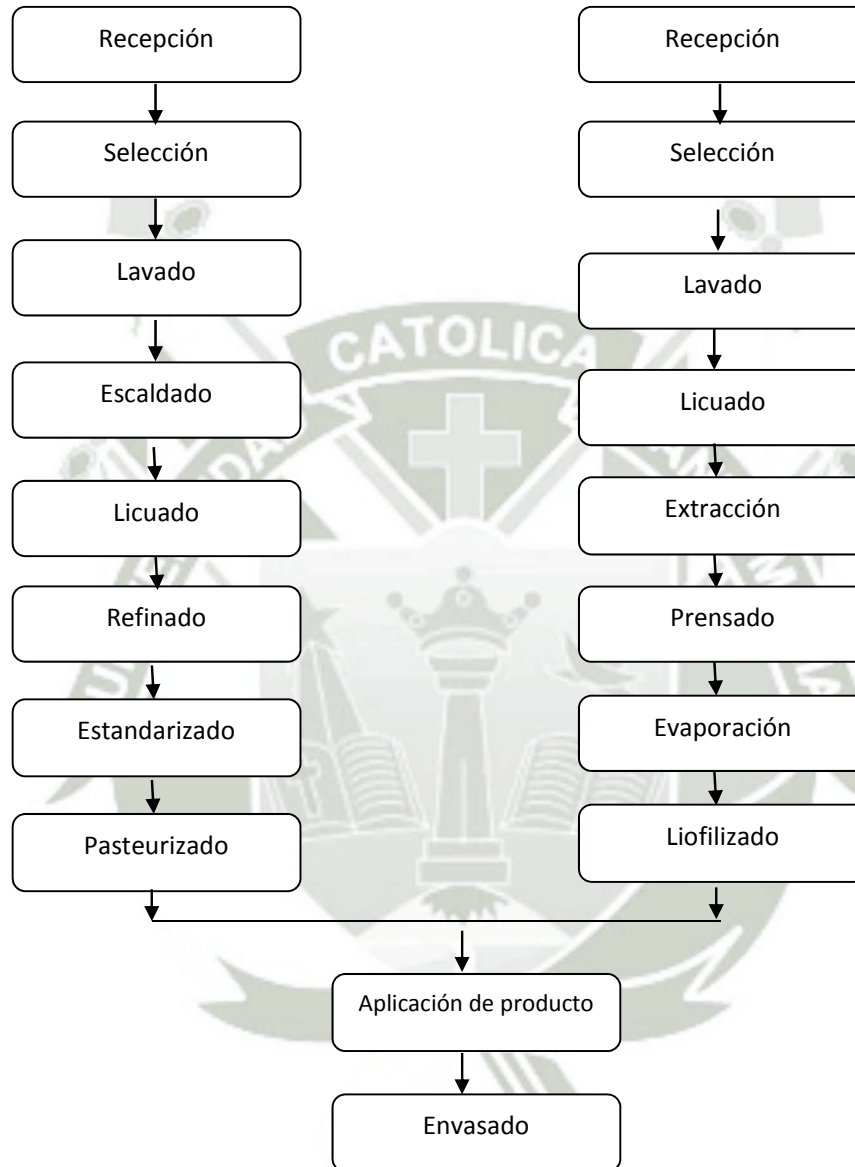 Recepción
Selección
Lavado
Escaldado
Licuado
Refinado
Estandarizado
Pasteurizado
Recepción
Selección
Lavado
Licuado
Extracción
Prensado
Evaporación
Liofilizado
Aplicación de producto
Envasado
CATOLICA